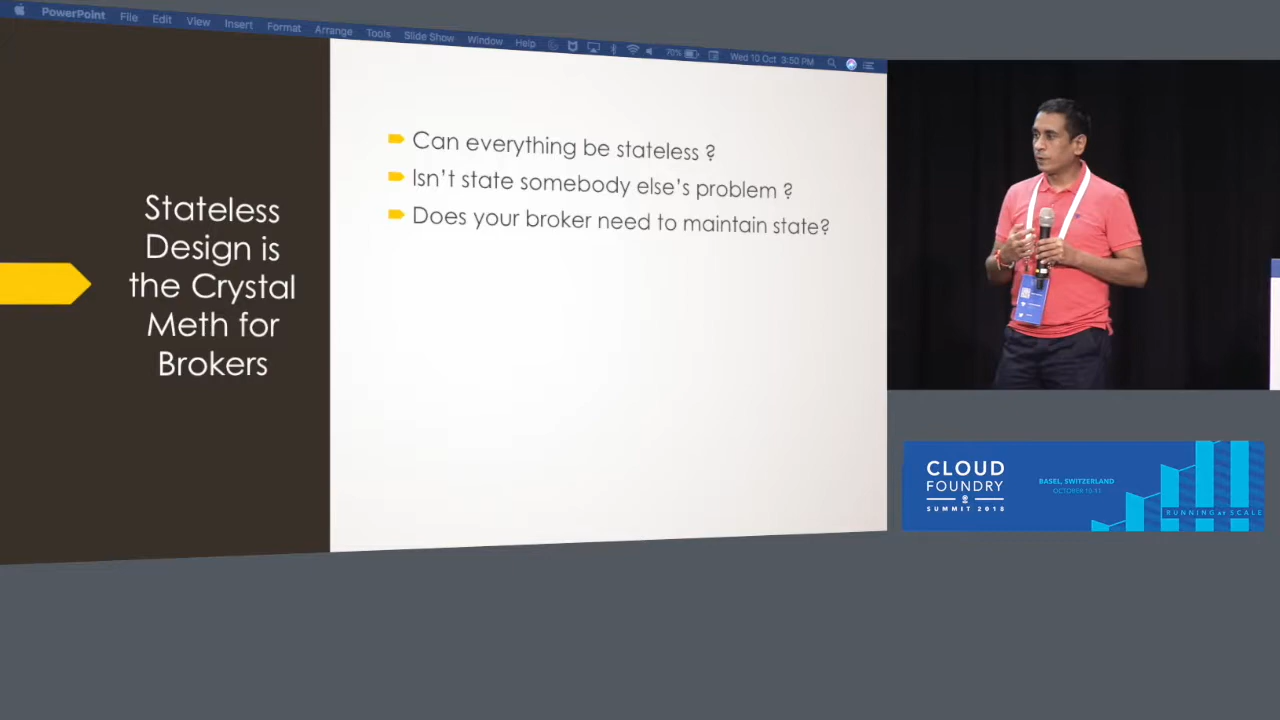 PowerPoint File Edit View Insert Format Arrange Tools Slide Show Window Help 70% Wed 10 Oct 3:50 PM
Stateless
Design is
the Crystal
Meth for
Brokers
Can everything be stateless ?
Isn't state somebody else's problem ?
Does your broker need to maintain state?
CLOUD
FOUNDRY
SUMMIT 2018
BASEL, SWITZERLAND
OCTOBER 10-11
RUNNING AT SCALE